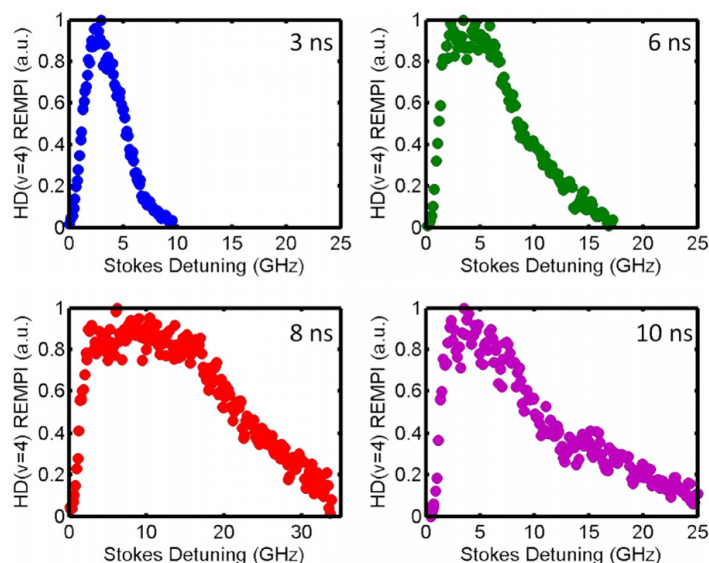 3 ns
HD(v=4) REMPI (a.u.)
1
0.8
0.6
0.4
0.2
0
0 5 10 15 20 25
Stokes Detuning (GHz)
6 ns
HD(v=4) REMPI (a.u.)
1
0.8
0.6
0.4
0.2
0
0 5 10 15 20 25
Stokes Detuning (GHz)
8 ns
HD(v=4) REMPI (a.u.)
1
0.8
0.6
0.4
0.2
0
0 10 20 30
Stokes Detuning (GHz)
10 ns
HD(v=4) REMPI (a.u.)
1
0.8
0.6
0.4
0.2
0
0 5 10 15 20 25
Stokes Detuning (GHz)